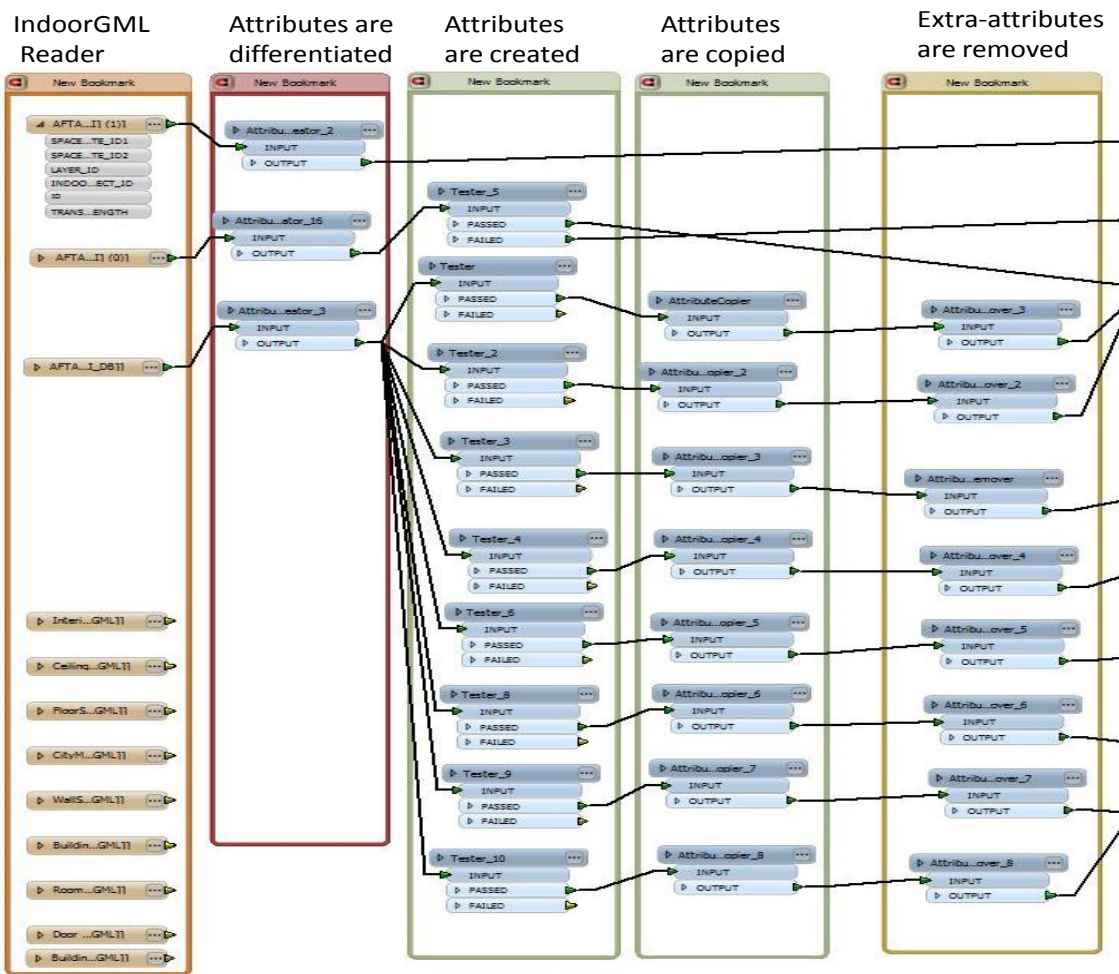 IndoorGML
Reader
Attributes are
differentiated
Attributes
are created
Attributes
are copied
Extra-attributes
are removed
New Bookmark
New Bookmark
New Bookmark
New Bookmark
New Bookmark
AFTA...I] (1)]
SPACE...TE_ID1
SPACE...TE_ID2
LAYER_ID
INDOO...ECT_ID
ID
TRANS...ENGTH
AFTA...I] (0)]
AFTA...I_DB]]
Interi...GML]]
Ceiling...GML]]
FloorS...GML]]
CityM...GML]]
WallS...GML]]
Buildin...GML]]
Room...GML]]
Door ...GML]]
Buildin...GML]]
Attribu...eator_2
INPUT
OUTPUT
Attribu...ator_16
INPUT
OUTPUT
Attribu...eator_3
INPUT
OUTPUT
Tester_5
INPUT
PASSED
FAILED
Tester
INPUT
PASSED
FAILED
Tester_2
INPUT
PASSED
FAILED
Tester_3
INPUT
PASSED
FAILED
Tester_4
INPUT
PASSED
FAILED
Tester_6
INPUT
PASSED
FAILED
Tester_8
INPUT
PASSED
FAILED
Tester_9
INPUT
PASSED
FAILED
Tester_10
INPUT
PASSED
FAILED
AttributeCopier
INPUT
OUTPUT
Attribu...opier_2
INPUT
OUTPUT
Attribu...opier_3
INPUT
OUTPUT
Attribu...opier_4
INPUT
OUTPUT
Attribu...opier_5
INPUT
OUTPUT
Attribu...opier_6
INPUT
OUTPUT
Attribu...opier_7
INPUT
OUTPUT
Attribu...opier_8
INPUT
OUTPUT
Attribu...over_3
INPUT
OUTPUT
Attribu...over_2
INPUT
OUTPUT
Attribu...emover
INPUT
OUTPUT
Attribu...over_4
INPUT
OUTPUT
Attribu...over_5
INPUT
OUTPUT
Attribu...over_6
INPUT
OUTPUT
Attribu...over_7
INPUT
OUTPUT
Attribu...over_8
INPUT
OUTPUT